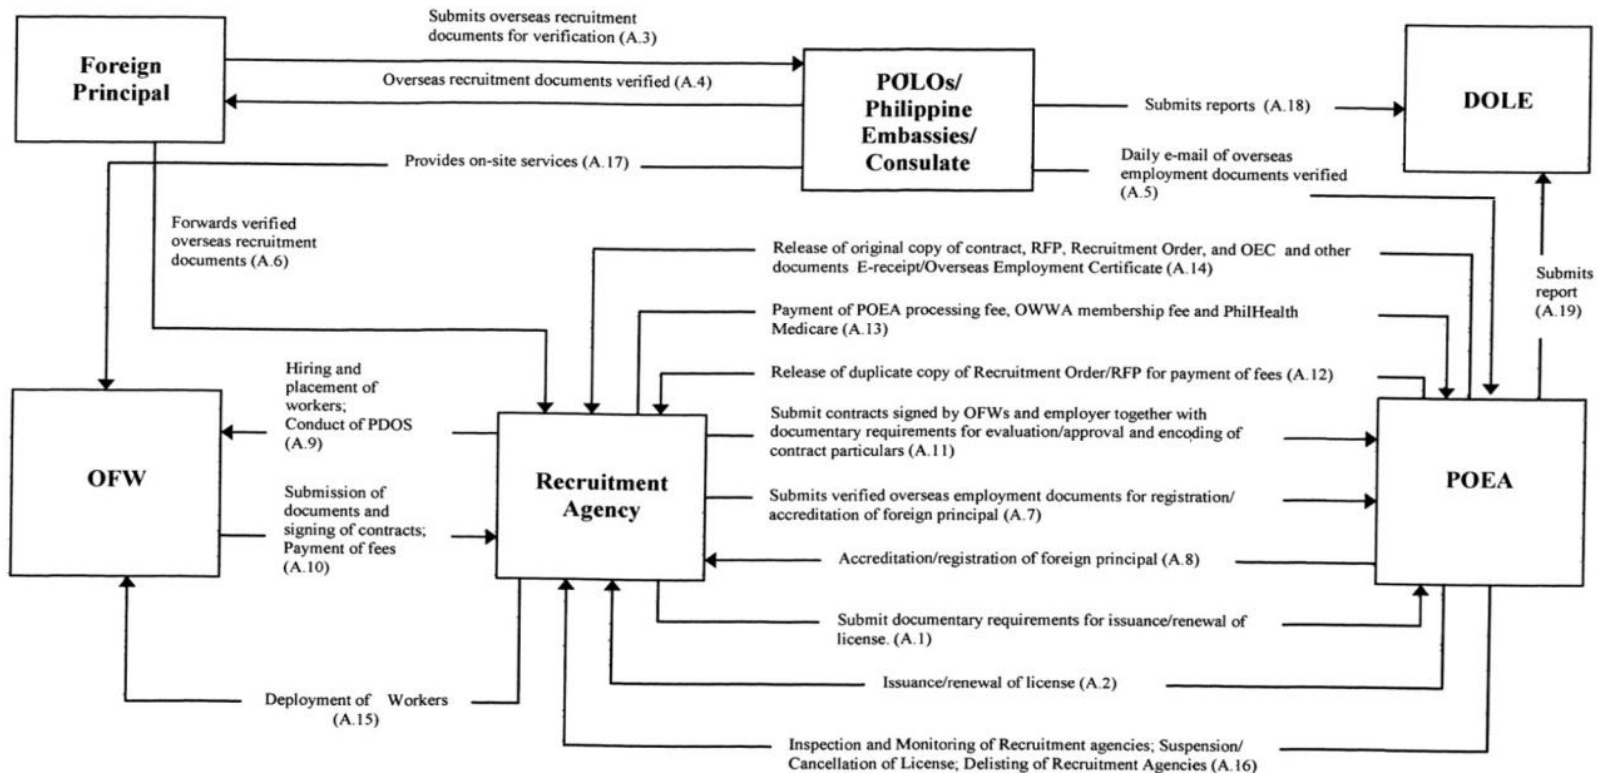 Submits overseas recruitment
documents for verification (A.3)
Foreign
Principal
Overseas recruitment documents verified (A.4)
POLOs/
Philippine
Embassies/
Consulate
Submits reports (A.18)
DOLE
Provides on-site services (A.17)
Daily e-mail of overseas
employment documents verified
(A.5)
Forwards verified
overseas recruitment
documents (A.6)
Release of original copy of contract, RFP, Recruitment Order, and OEC and other
documents E-receipt/Overseas Employment Certificate (A.14)
Submits
report
(A.19)
Payment of POEA processing fee, OWWA membership fee and PhilHealth
Medicare (A.13)
Hiring and
placement of
workers;
Conduct of PDOS
(A.9)
Release of duplicate copy of Recruitment Order/RFP for payment of fees (A.12)
Submit contracts signed by OFWs and employer together with
documentary requirements for evaluation/approval and encoding of
contract particulars (A.11)
OFW
Recruitment
Agency
POEA
Submission of
documents and
signing of contracts;
Payment of fees
(A.10)
Submits verified overseas employment documents for registration/
accreditation of foreign principal (A.7)
Accreditation/registration of foreign principal (A.8)
Submit documentary requirements for issuance/renewal of
license. (A.1)
Issuance/renewal of license (A.2)
Deployment of Workers
(A.15)
Inspection and Monitoring of Recruitment agencies; Suspension/
Cancellation of License; Delisting of Recruitment Agencies (A.16)